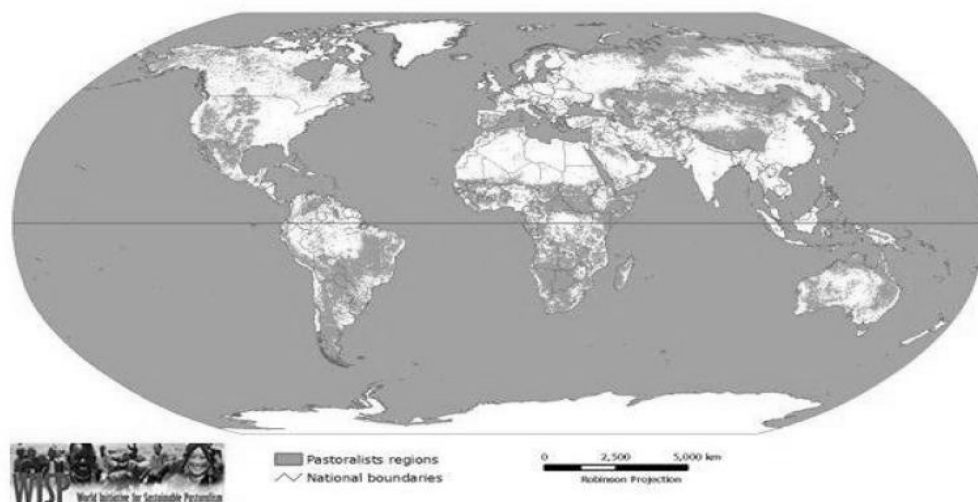 Pastoralists regions
National boundaries
0 2,500 5,000 km
Robinson Projection
WISP World Initiative for Sustainable Pastoralism